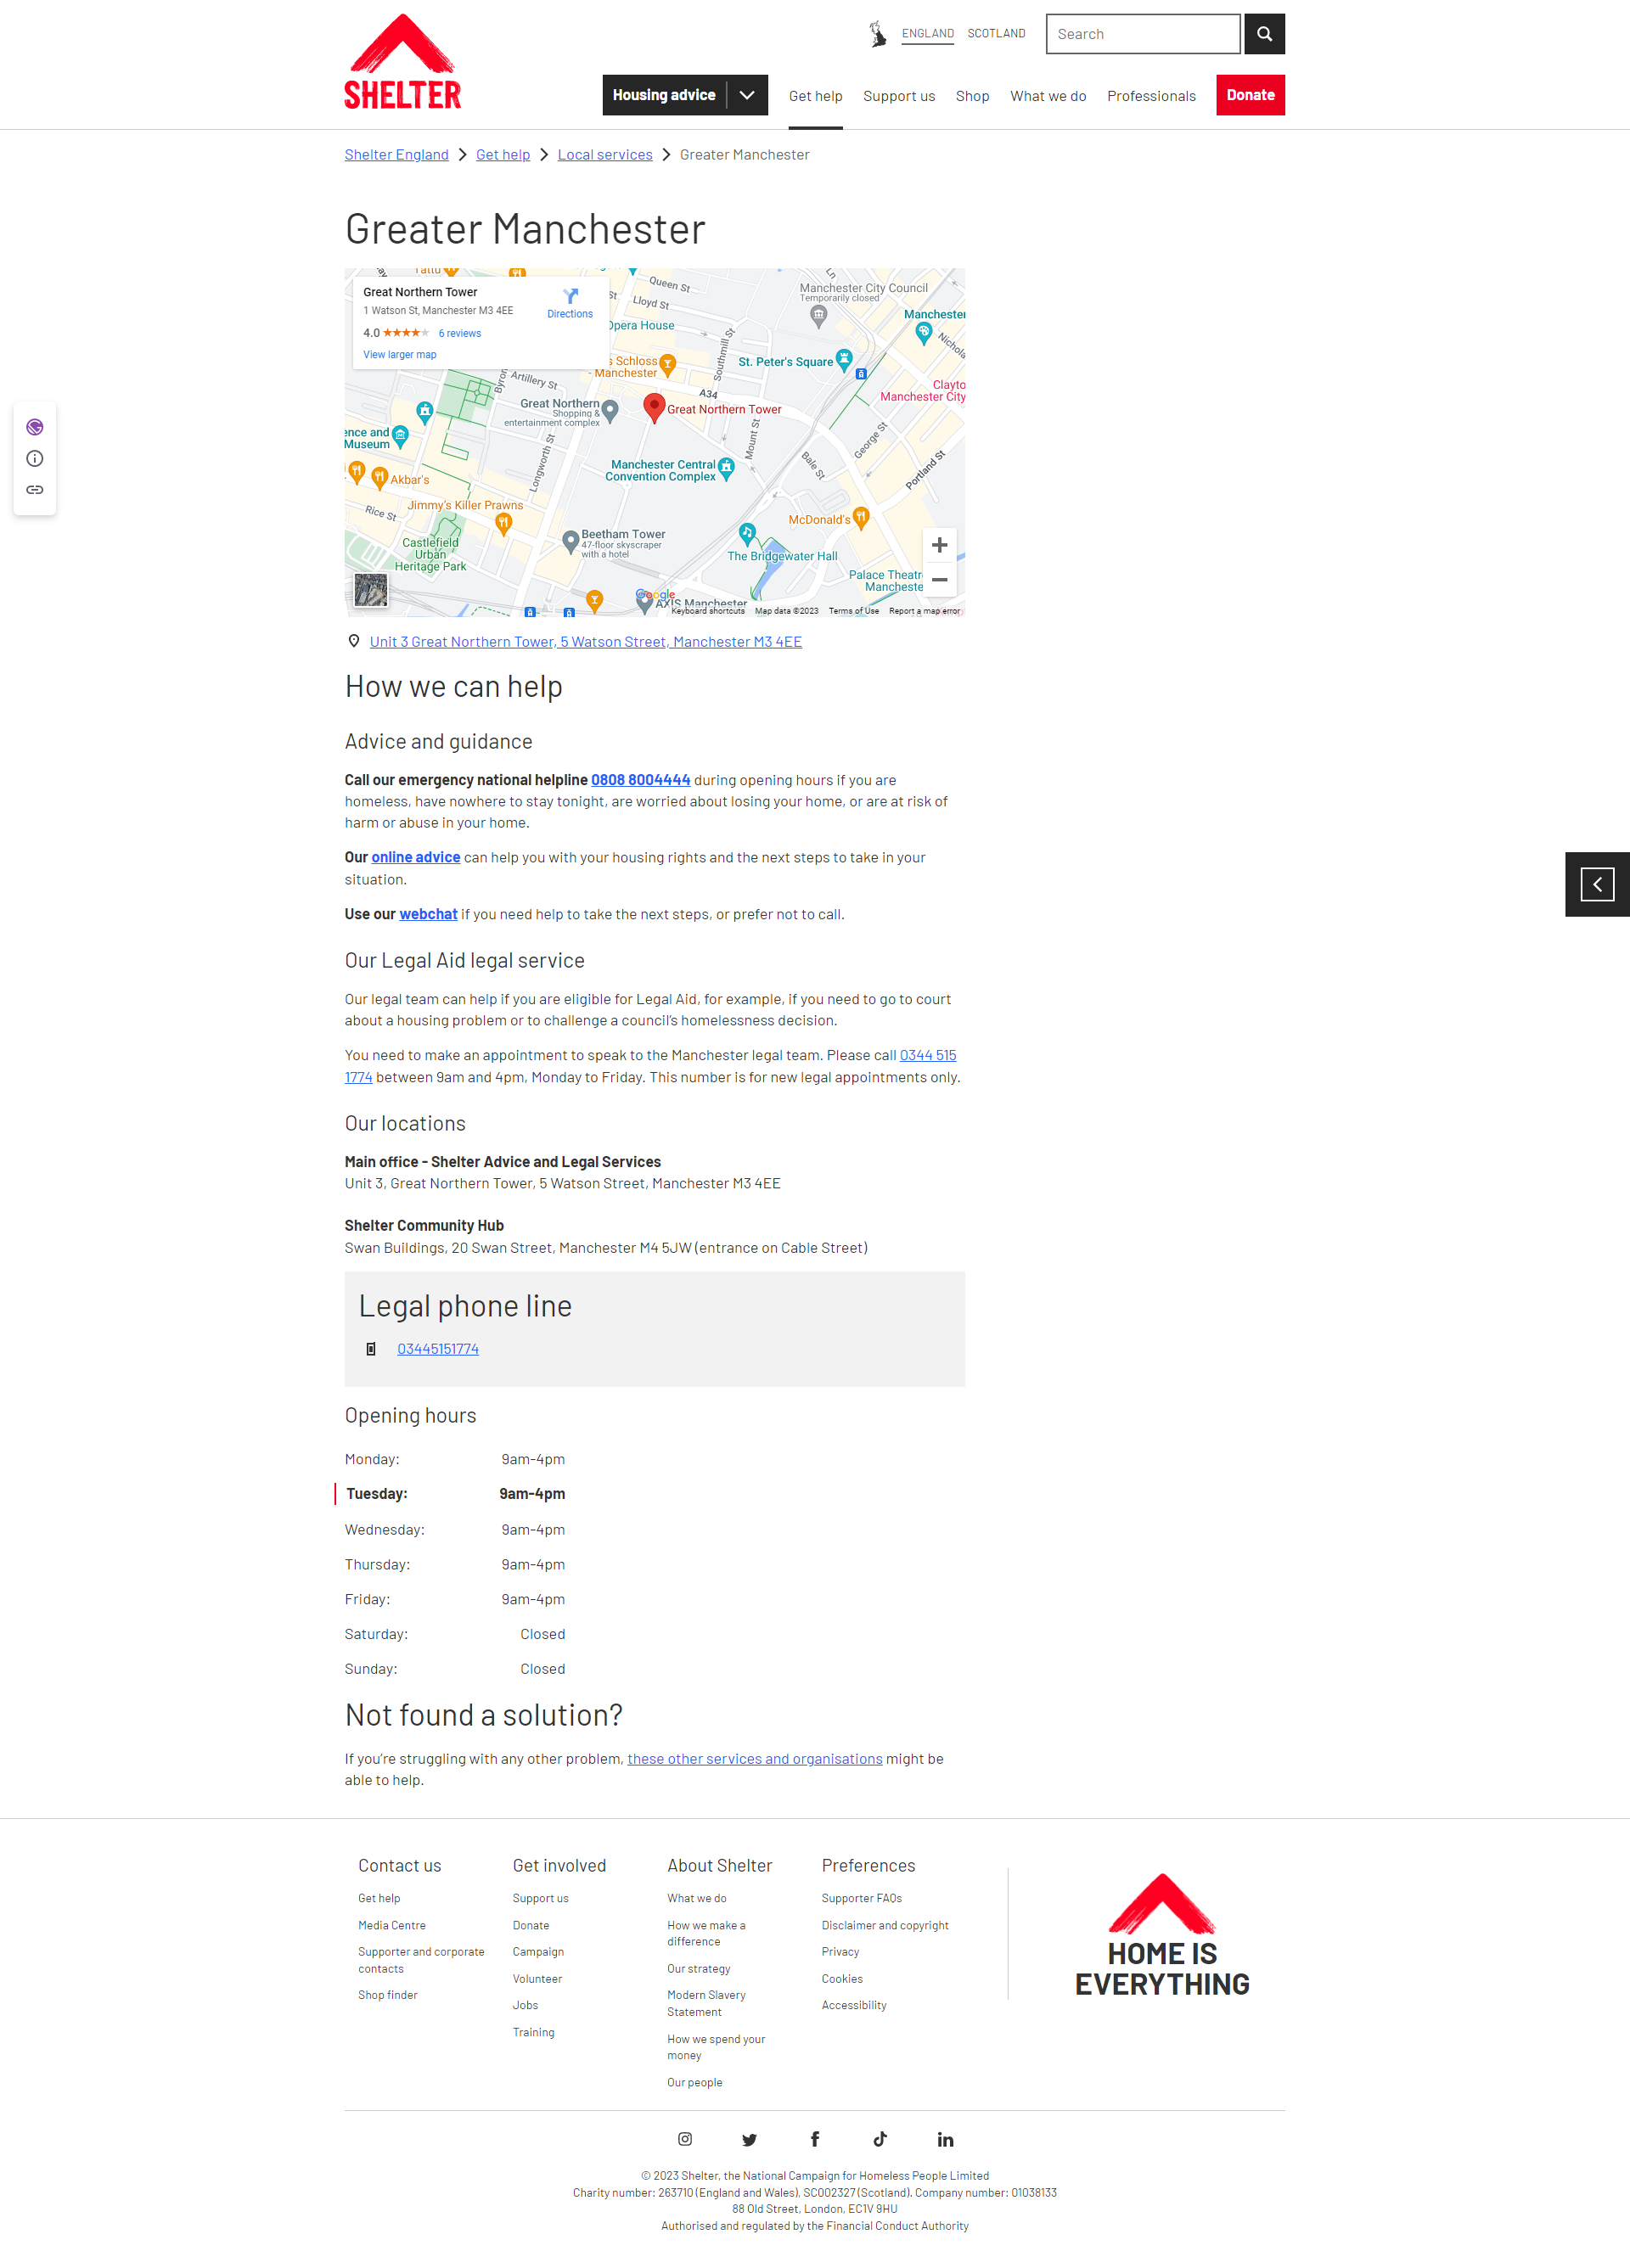 SHELTER
ENGLAND
SCOTLAND
Search
Housing advice
Get help
Support us
Shop
What we do
Professionals
Donate
Shelter England
Get help
Local services
Greater Manchester
Greater Manchester
Great Northern Tower
1 Watson St, Manchester M3 4EE
Directions
4.0
6 reviews
View larger map
Queen St
Lloyd St
Opera House
Manchester City Council
Temporarily closed
Manchester
St. Peter's Square
Southmill St
s Schloss
- Manchester
Artillery St
A34
Clayto
Manchester City
Great Northern
Shopping &
entertainment complex
Great Northern Tower
ence and
Museum
Mount St
George St
Longworth St
Manchester Central
Convention Complex
Bale St
Portland St
Akbar's
Jimmy's Killer Prawns
Rice St
McDonald's
Castlefield
Urban
Heritage Park
Beetham Tower
47-floor skyscraper
with a hotel
The Bridgewater Hall
Palace Theatr
Mancheste
Google
AXIS Manchester
Keyboard shortcuts
Map data ©2023
Terms of Use
Report a map error
Unit 3 Great Northern Tower, 5 Watson Street, Manchester M3 4EE
How we can help
Advice and guidance
Call our emergency national helpline 0808 8004444 during opening hours if you are
homeless, have nowhere to stay tonight, are worried about losing your home, or are at risk of
harm or abuse in your home.
Our online advice can help you with your housing rights and the next steps to take in your
situation.
Use our webchat if you need help to take the next steps, or prefer not to call.
Our Legal Aid legal service
Our legal team can help if you are eligible for Legal Aid, for example, if you need to go to court
about a housing problem or to challenge a council's homelessness decision.
You need to make an appointment to speak to the Manchester legal team. Please call 0344 515
1774 between 9am and 4pm, Monday to Friday. This number is for new legal appointments only.
Our locations
Main office - Shelter Advice and Legal Services
Unit 3, Great Northern Tower, 5 Watson Street, Manchester M3 4EE
Shelter Community Hub
Swan Buildings, 20 Swan Street, Manchester M4 5JW (entrance on Cable Street)
Legal phone line
03445151774
Opening hours
Monday: 9am-4pm
Tuesday: 9am-4pm
Wednesday: 9am-4pm
Thursday: 9am-4pm
Friday: 9am-4pm
Saturday: Closed
Sunday: Closed
Not found a solution?
If you're struggling with any other problem, these other services and organisations might be
able to help.
Contact us
Get help
Media Centre
Supporter and corporate
contacts
Shop finder
Get involved
Support us
Donate
Campaign
Volunteer
Jobs
Training
About Shelter
What we do
How we make a
difference
Our strategy
Modern Slavery
Statement
How we spend your
money
Our people
Preferences
Supporter FAQs
Disclaimer and copyright
Privacy
Cookies
Accessibility
HOME IS
EVERYTHING
© 2023 Shelter, the National Campaign for Homeless People Limited
Charity number: 263710 (England and Wales), SC002327 (Scotland). Company number: 01038133
88 Old Street, London, EC1V 9HU
Authorised and regulated by the Financial Conduct Authority